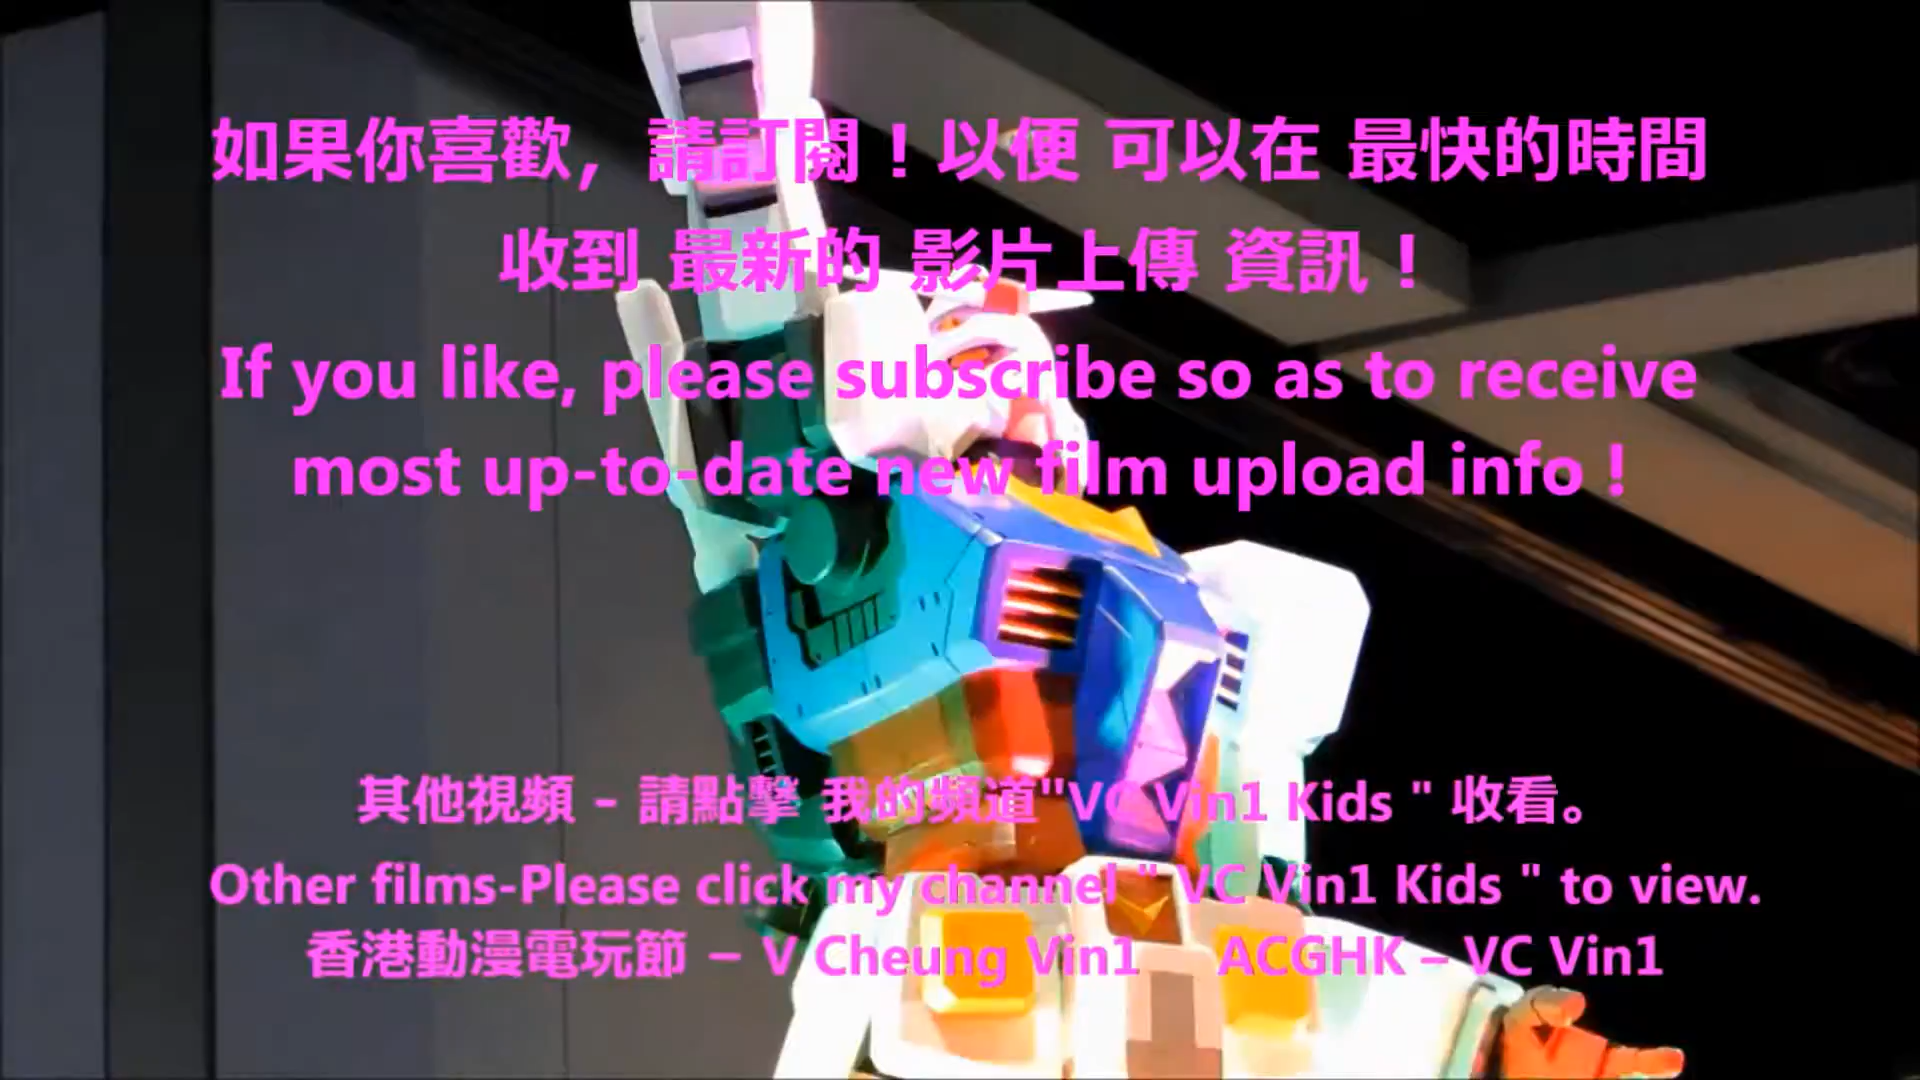 如果你喜歡，請訂閱！以便 可以在 最快的時間
收到 最新的 影片上傳 資訊！
If you like, please subscribe so as to receive
most up-to-date new film upload info !
其他視頻 – 請點擊 我的頻道"VC Vin1 Kids " 收看。
Other films-Please click my channel " VC Vin1 Kids " to view.
香港動漫電玩節 – V Cheung Vin1 ACGHK – VC Vin1